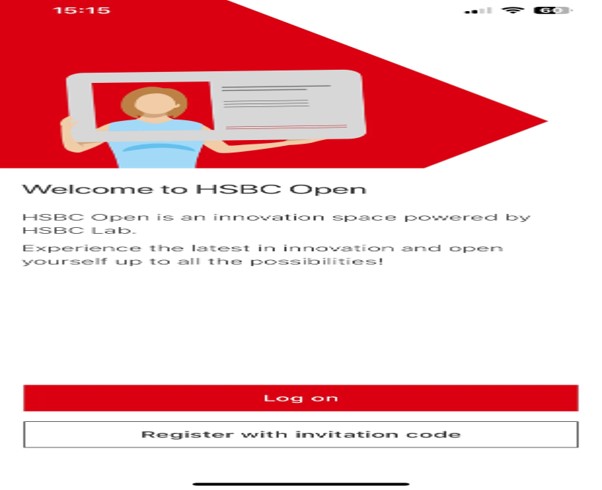 15:15
60
Welcome to HSBC Open
HSBC Open is an innovation space powered by
HSBC Lab.
Experience the latest in innovation and open
yourself up to all the possibilities!
Log on
Register with invitation code